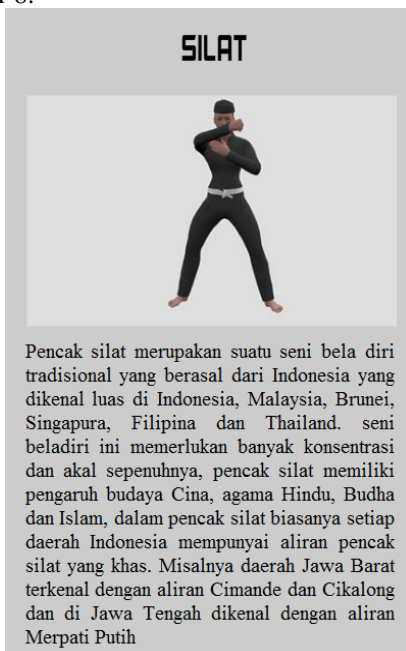 SILAT
Pencak silat merupakan suatu seni bela diri
tradisional yang berasal dari Indonesia yang
dikenal luas di Indonesia, Malaysia, Brunei,
Singapura, Filipina dan Thailand. seni
beladiri ini memerlukan banyak konsentrasi
dan akal sepenuhnya, pencak silat memiliki
pengaruh budaya Cina, agama Hindu, Budha
dan Islam, dalam pencak silat biasanya setiap
daerah Indonesia mempunyai aliran pencak
silat yang khas. Misalnya daerah Jawa Barat
terkenal dengan aliran Cimande dan Cikalong
dan di Jawa Tengah dikenal dengan aliran
Merpati Putih